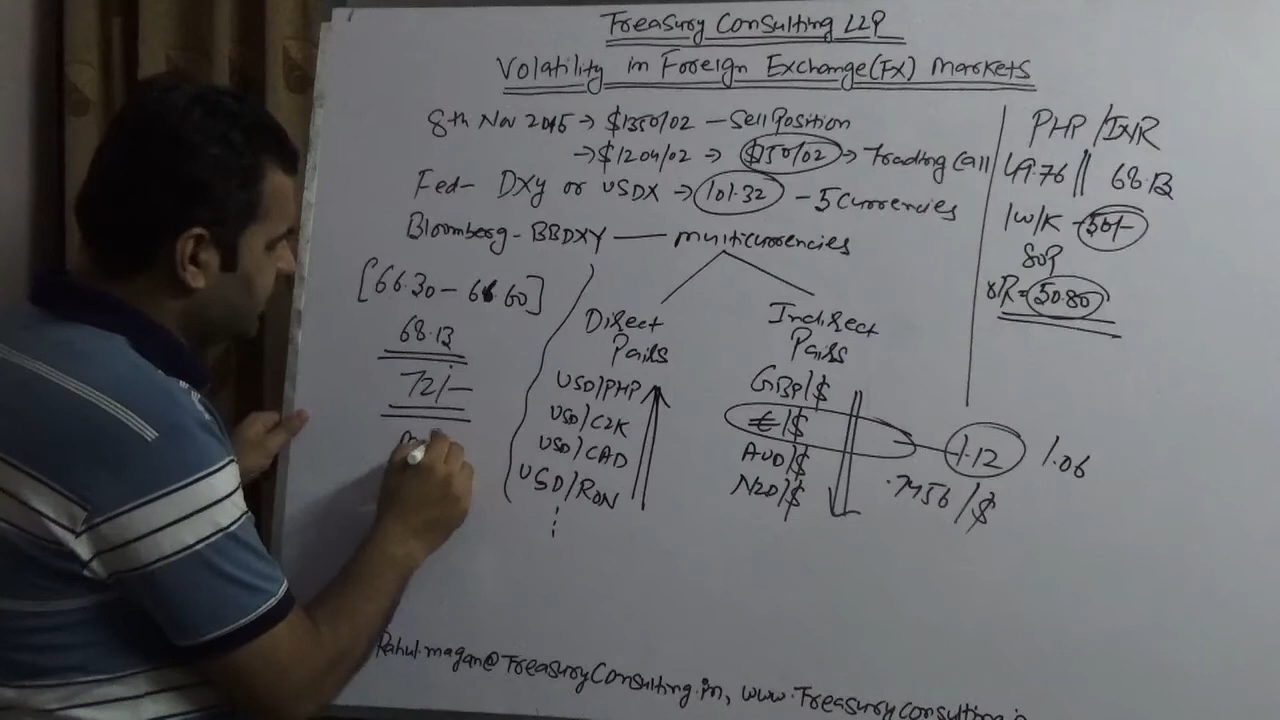 Treasury Consulting LLP
Volatility in Foreign Exchange (FX) Markets
8th Nov 2015 → $1350/02 - Sell Position
→ $1204/02 → $150/02 → Trading Call
Fed- DXY or USDX → 101.32 - 5 Currencies
Bloomberg - BBDXY — multicurrencies
[66.30 - 66.60]
68.13
72/-
Direct Pairs
USD/PHP
USD/CZK
USD/CAD
USD/RON
Indirect Pairs
GBP/$
€/$
AUD/$
NZD/$
1.12 1.06
.7456/$
PHP/INR
49.76 || 68.13
1W/K - 50/-
80P
8R = 50.80
Rahul.magan@TreasuryConsulting.in, www.Treasuryconsulting.in